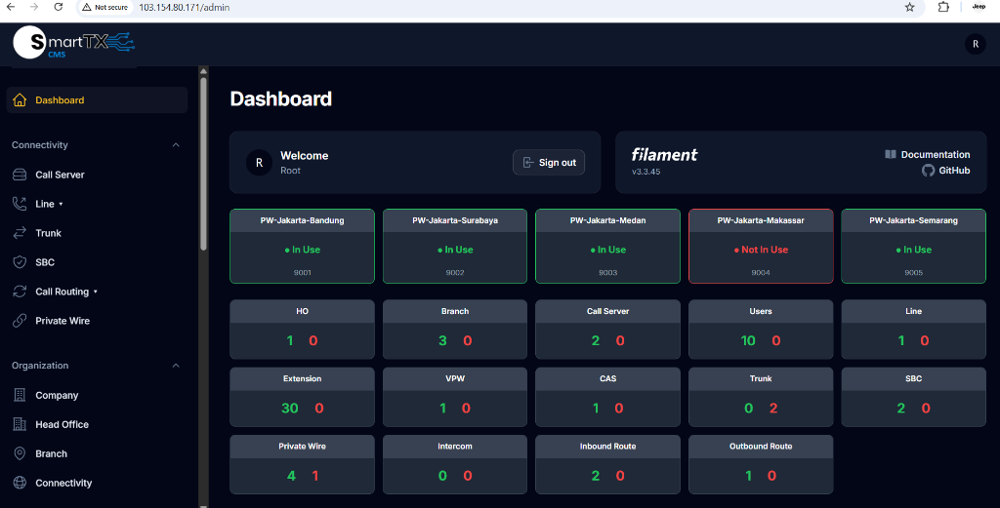 Not secure 103.154.80.171/admin
Jeep
SmartTX
CMS
R
Dashboard
Connectivity
Call Server
Line
Trunk
SBC
Call Routing
Private Wire
Organization
Company
Head Office
Branch
Connectivity
Dashboard
R
Welcome
Root
Sign out
filament
v3.3.45
Documentation
GitHub
PW-Jakarta-Bandung
In Use
9001
PW-Jakarta-Surabaya
In Use
9002
PW-Jakarta-Medan
In Use
9003
PW-Jakarta-Makassar
Not In Use
9004
PW-Jakarta-Semarang
In Use
9005
HO
1 0
Branch
3 0
Call Server
2 0
Users
10 0
Line
1 0
Extension
30 0
VPW
1 0
CAS
1 0
Trunk
0 2
SBC
2 0
Private Wire
4 1
Intercom
0 0
Inbound Route
2 0
Outbound Route
1 0